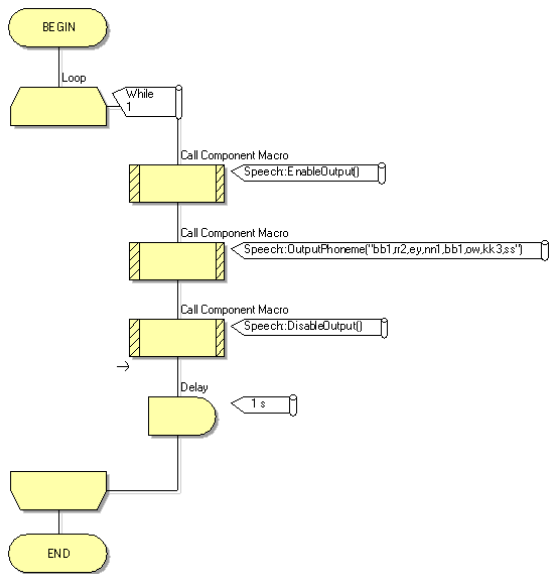 BEGIN
Loop
While
1
Call Component Macro
Speech::EnableOutput()
Call Component Macro
Speech::OutputPhoneme("bb1,rr2,ey,nn1,bb1,ow,kk3,ss")
Call Component Macro
Speech::DisableOutput()
Delay
1 s
END